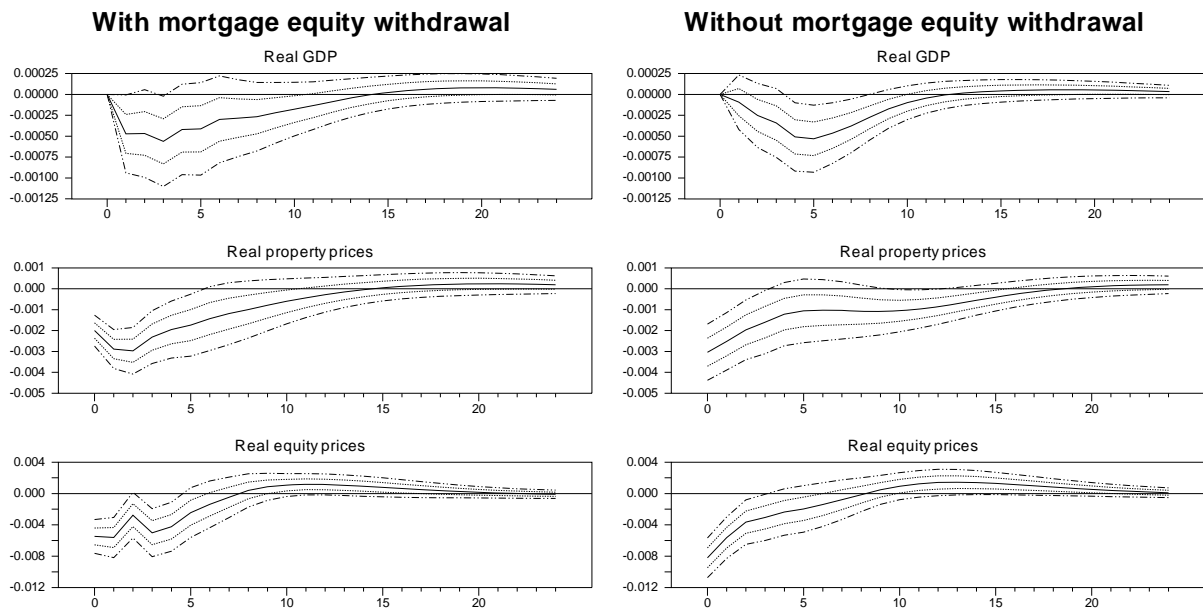 With mortgage equity withdrawal
Without mortgage equity withdrawal
Real GDP
0.00025
0.00000
-0.00025
-0.00050
-0.00075
-0.00100
-0.00125
0 5 10 15 20
Real GDP
0.00025
0.00000
-0.00025
-0.00050
-0.00075
-0.00100
-0.00125
0 5 10 15 20
Real property prices
0.001
0.000
-0.001
-0.002
-0.003
-0.004
-0.005
0 5 10 15 20
Real property prices
0.001
0.000
-0.001
-0.002
-0.003
-0.004
-0.005
0 5 10 15 20
Real equity prices
0.004
0.000
-0.004
-0.008
-0.012
0 5 10 15 20
Real equity prices
0.004
0.000
-0.004
-0.008
-0.012
0 5 10 15 20